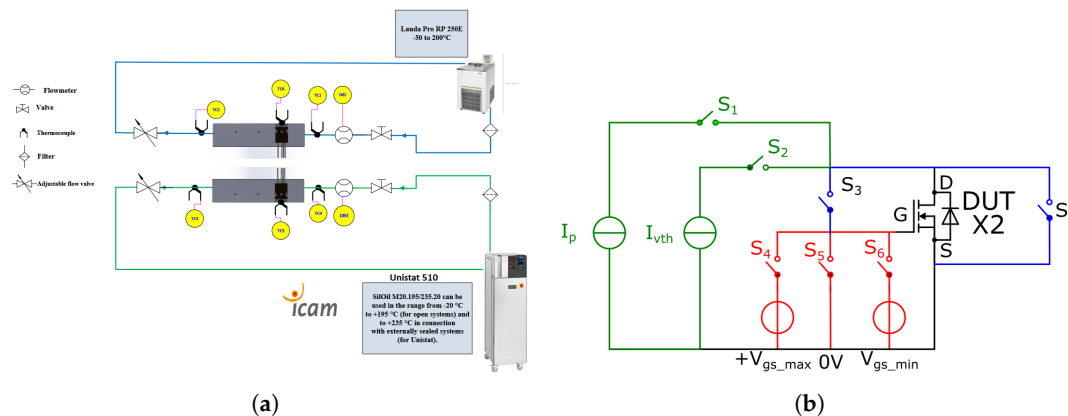 Lauda Pro RP 250E
-50 to 200°C
Flowmeter
Valve
Thermocouple
Filter
Adjustable flow valve
TC2
TC6
TC1
DB2
TC3
TC5
TC4
DB3
Unistat 510
SilOil M20.195/235.20 can be
used in the range from -20 °C
to +195 °C (for open systems) and
to +235 °C in connection
with externally sealed systems
(for Unistat).
icam
(a)
S1
S2
S3
D
G
DUT
X2
S
S
Ip
Ivth
S4
S5
S6
+Vgs_max
0V
Vgs_min
(b)